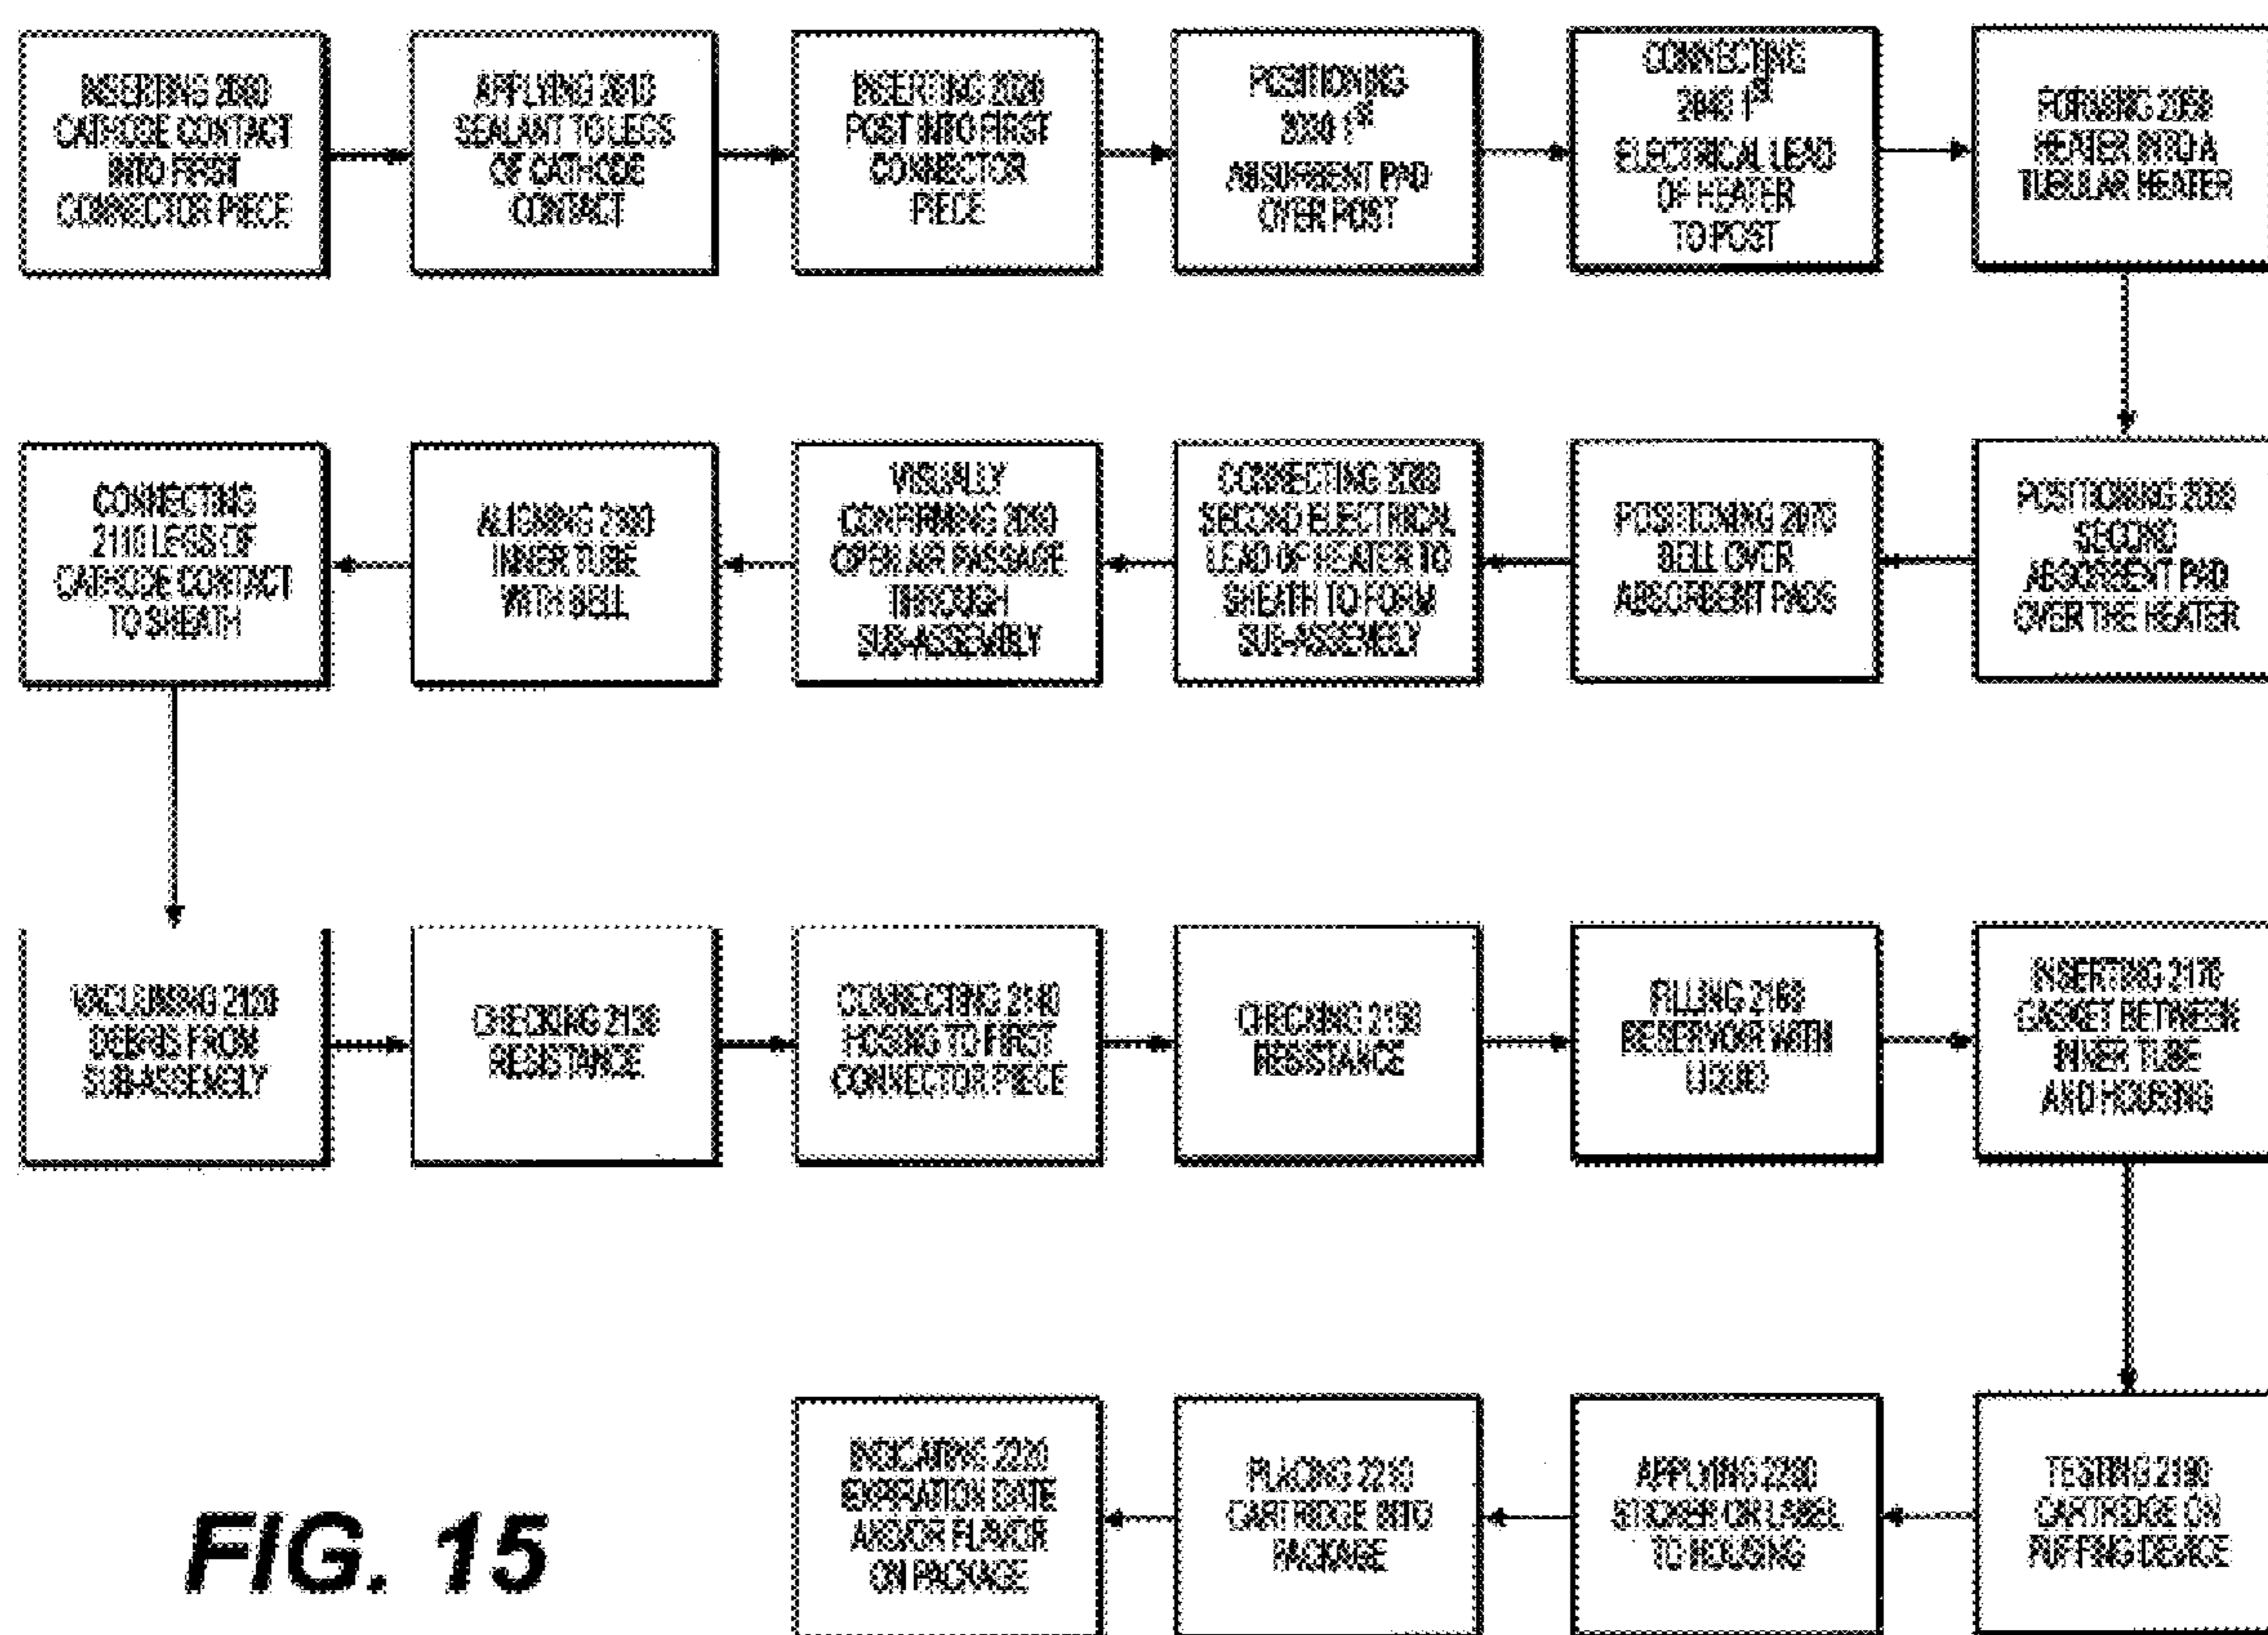 INSERTING 2000
CATHODE CONTACT
INTO FIRST
CONNECTOR PIECE
APPLYING 2010
SEALANT TO LEGS
OF CATHODE
CONTACT
INSERTING 2020
POST INTO FIRST
CONNECTOR
PIECE
POSITIONING
2030 1st
ABSORBENT PAD
OVER POST
CONNECTING
2040 1st
ELECTRICAL LEAD
OF HEATER
TO POST
FORMING 2050
HEATER INTO A
TUBULAR HEATER
POSITIONING 2060
SECOND
ABSORBENT PAD
OVER THE HEATER
POSITIONING 2070
BELL OVER
ABSORBENT PADS
CONNECTING 2080
SECOND ELECTRICAL
LEAD OF HEATER TO
SHEATH TO FORM
SUB-ASSEMBLY
VISUALLY
CONFIRMING 2090
OPEN AIR PASSAGE
THROUGH
SUB-ASSEMBLY
ALIGNING 2100
INNER TUBE
WITH BELL
CONNECTING
2110 LEGS OF
CATHODE CONTACT
TO SHEATH
VACUUMING 2120
DEBRIS FROM
SUB-ASSEMBLY
CHECKING 2130
RESISTANCE
CONNECTING 2140
HOSING TO FIRST
CONNECTOR PIECE
CHECKING 2150
RESISTANCE
FILLING 2160
RESERVOIR WITH
LIQUID
INSERTING 2170
GASKET BETWEEN
INNER TUBE
AND HOUSING
TESTING
CARTRIDGE ON
PUFFING DEVICE
APPLYING 2200
STICKER OR LABEL
TO HOUSING
PLACING 2210
CARTRIDGE INTO
PACKAGE
INDICATING 2220
EXPIRATION DATE
AND/OR FLAVOR
ON PACKAGE
FIG. 15